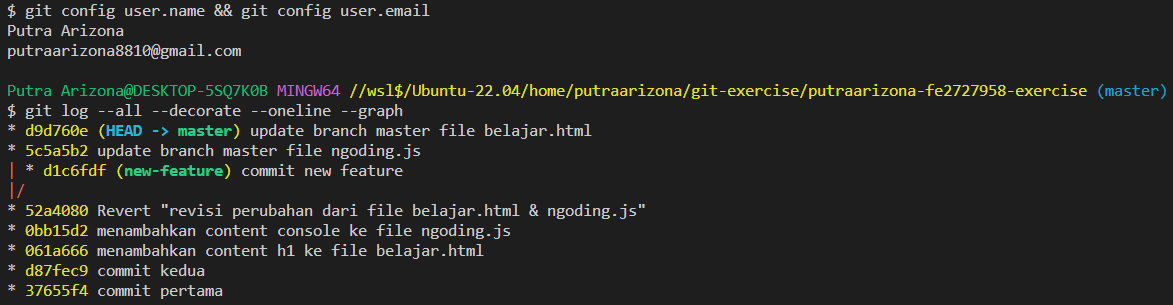 $ git config user.name && git config user.email
Putra Arizona
putraarizona8810@gmail.com
Putra Arizona@DESKTOP-5SQ7K0B MINGW64 //wsl$/Ubuntu-22.04/home/putraarizona/git-exercise/putraarizona-fe2727958-exercise (master)
$ git log --all --decorate --oneline --graph
* d9d760e (HEAD -> master) update branch master file belajar.html
* 5c5a5b2 update branch master file ngoding.js
| * d1c6fdf (new-feature) commit new feature
|/
* 52a4080 Revert "revisi perubahan dari file belajar.html & ngoding.js"
* 0bb15d2 menambahkan content console ke file ngoding.js
* 061a666 menambahkan content h1 ke file belajar.html
* d87fec9 commit kedua
* 37655f4 commit pertama